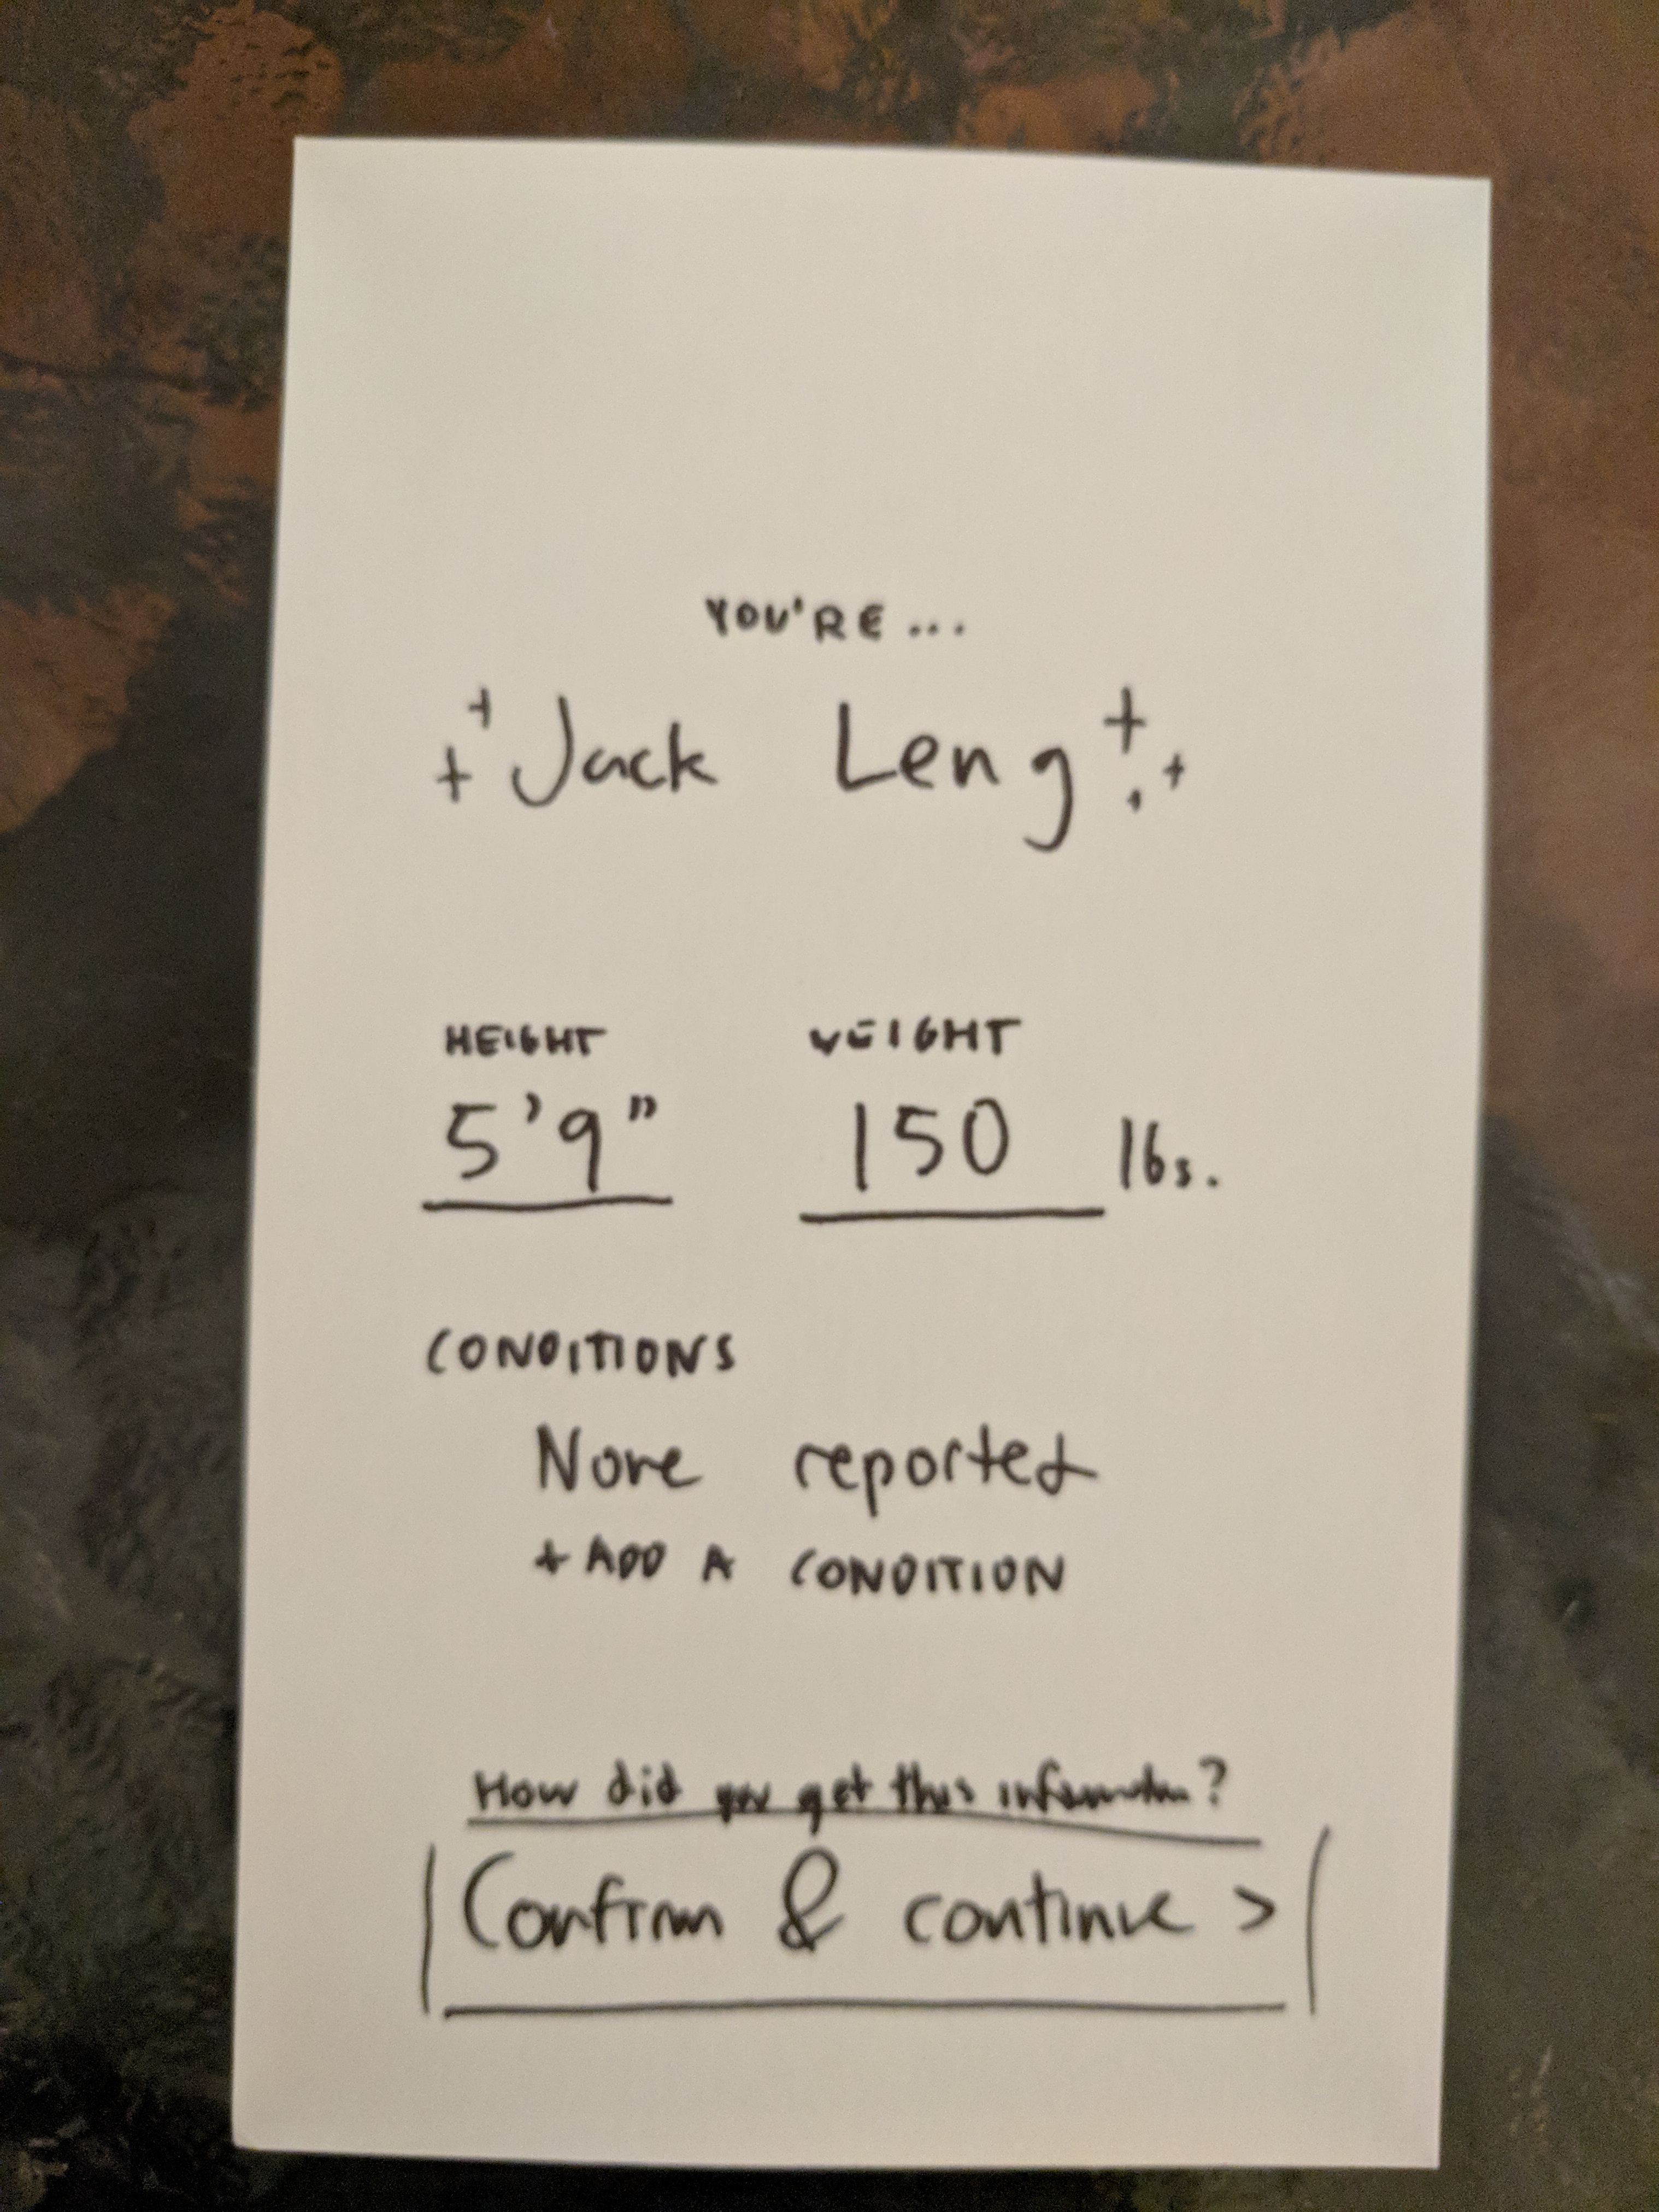 YOU'RE ...
Jack Leng
HEIGHT WEIGHT
5'9" 150 lbs.
CONDITIONS
None reported
+ ADD A CONDITION
How did you get this information?
Confirm & continue >